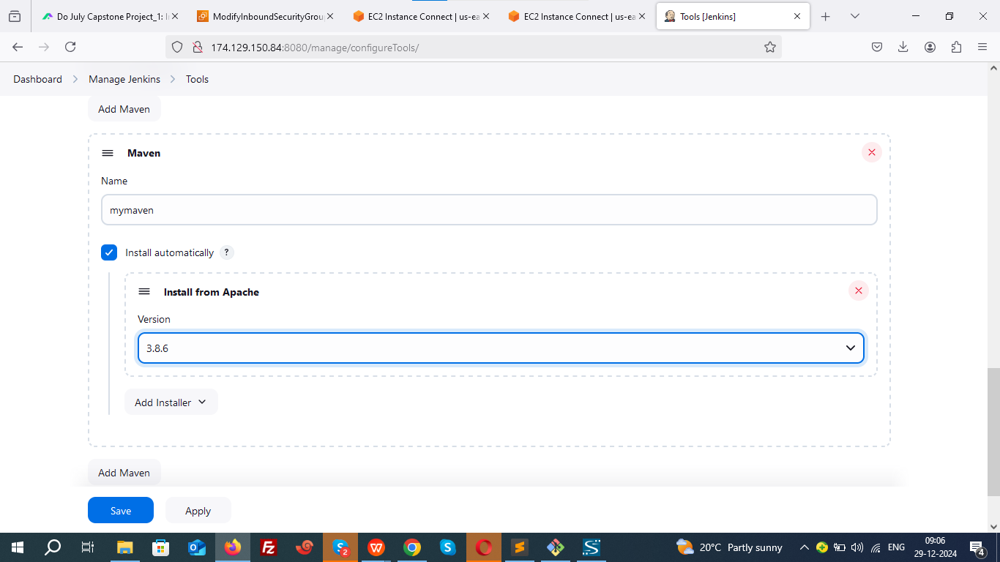 Do July Capstone Project_1: I
ModifyInboundSecurityGrou
EC2 Instance Connect | us-ea
EC2 Instance Connect | us-ea
Tools [Jenkins]
174.129.150.84:8080/manage/configureTools/
Dashboard
Manage Jenkins
Tools
Add Maven
Maven
Name
mymaven
Install automatically
?
Install from Apache
Version
3.8.6
Add Installer
Add Maven
Save
Apply
20°C Partly sunny
ENG
09:06
29-12-2024
4